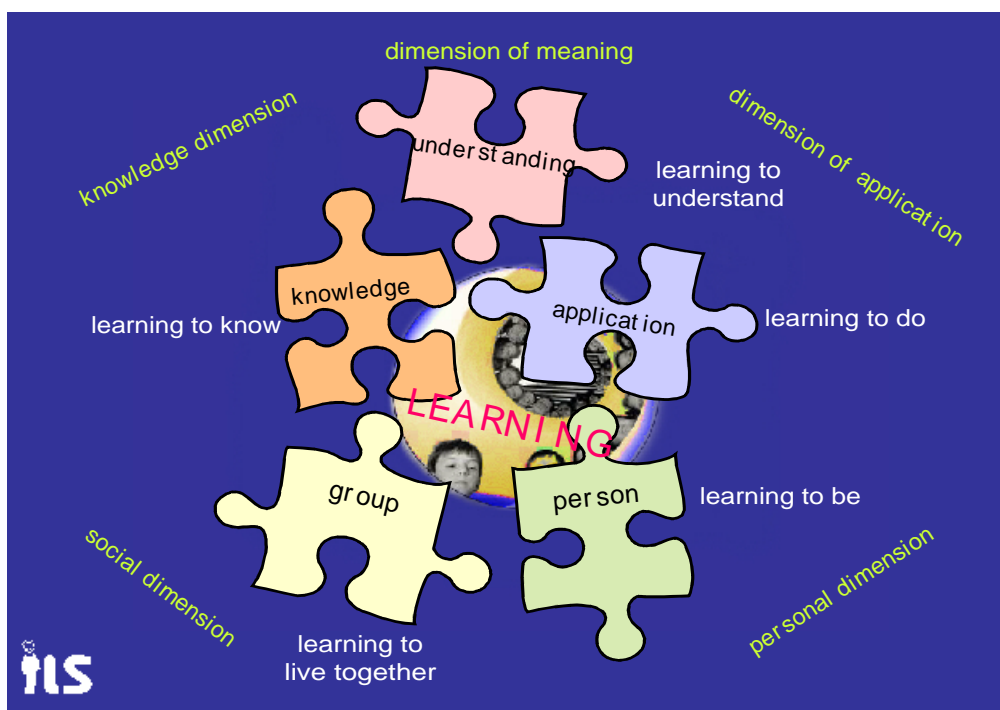 dimension of meaning
knowledge dimension
dimension of application
understanding
learning to
understand
knowledge
application
learning to know
learning to do
LEARNING
group
person
learning to be
social dimension
personal dimension
learning to
live together
ILS